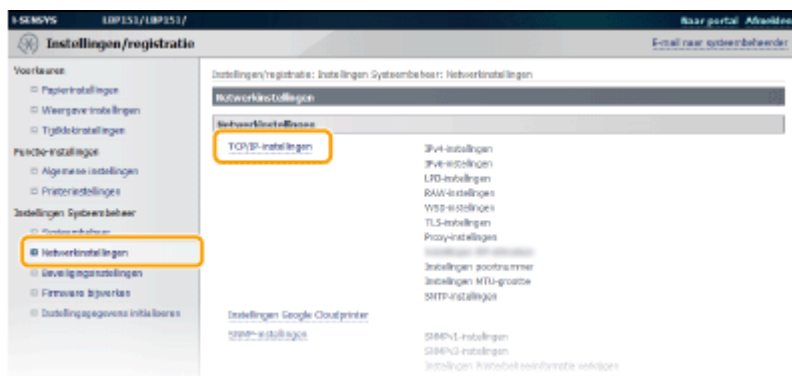 i-SENSYS LBP151/LBP151/ Naar portal Afmelden
Instellingen/registratie E-mail naar systeembeheerder
Voorkeuren
Papierinstellingen
Weergave-instellingen
Tijdklokinstellingen
Functie-instellingen
Algemene instellingen
Printerinstellingen
Instellingen Systeembeheer
Systeembeheer
Netwerkinstellingen
Beveiligingsinstellingen
Firmware bijwerken
Instellingsgegevens initialiseren
Instellingen/registratie: Instellingen Systeembeheer: Netwerkinstellingen
Netwerkinstellingen
Netwerkinstellingen
TCP/IP-instellingen
IPv4-instellingen
IPv6-instellingen
LPD-instellingen
RAW-instellingen
WSD-instellingen
TLS-instellingen
Proxy-instellingen
Instellingen poortnummer
Instellingen MTU-grootte
SNTP-instellingen
Instellingen Google Cloudprinter
SNMP-instellingen
SNMPv1-instellingen
SNMPv3-instellingen
Instellingen Printerbeheerinformatie verkrijgen